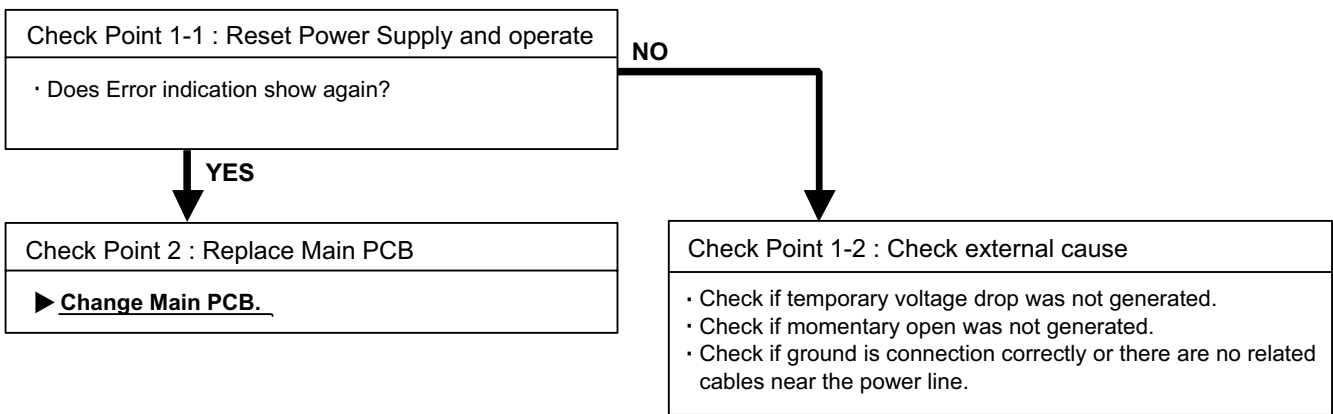 Check Point 1-1 : Reset Power Supply and operate
· Does Error indication show again?
NO
YES
Check Point 2 : Replace Main PCB
▶ Change Main PCB.
Check Point 1-2 : Check external cause
· Check if temporary voltage drop was not generated.
· Check if momentary open was not generated.
· Check if ground is connection correctly or there are no related
cables near the power line.